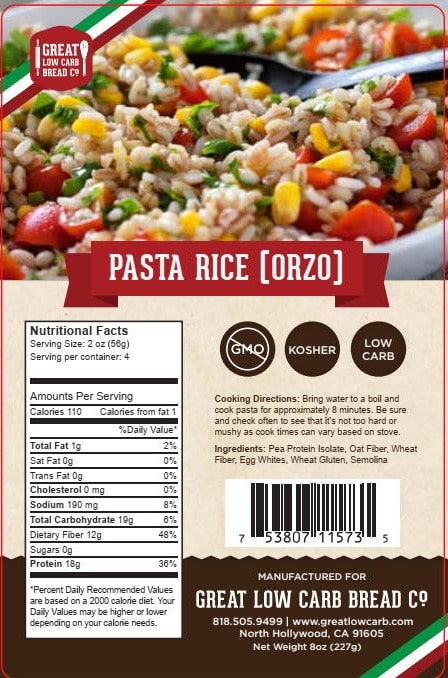 GREAT
LOW CARB
BREAD CO
PASTA RICE (ORZO)
Nutritional Facts
Serving Size: 2 oz (56g)
Serving per container: 4
Amounts Per Serving
Calories 110 Calories from fat 1
%Daily Value*
Total Fat 1g 2%
Sat Fat 0g 0%
Trans Fat 0g 0%
Cholesterol 0 mg 0%
Sodium 190 mg 8%
Total Carbohydrate 19g 6%
Dietary Fiber 12g 48%
Sugars 0g
Protein 18g 36%
*Percent Daily Recommended Values
are based on a 2000 calorie diet. Your
Daily Values may be higher or lower
depending on your calorie needs.
GMO
KOSHER
LOW
CARB
Cooking Directions: Bring water to a boil and
cook pasta for approximately 8 minutes. Be sure
and check often to see that it's not too hard or
mushy as cook times can vary based on stove.
Ingredients: Pea Protein Isolate, Oat Fiber, Wheat
Fiber, Egg Whites, Wheat Gluten, Semolina
7 53807 11573 5
MANUFACTURED FOR
GREAT LOW CARB BREAD CO
818.505.9499 | www.greatlowcarb.com
North Hollywood, CA 91605
Net Weight 8oz (227g)